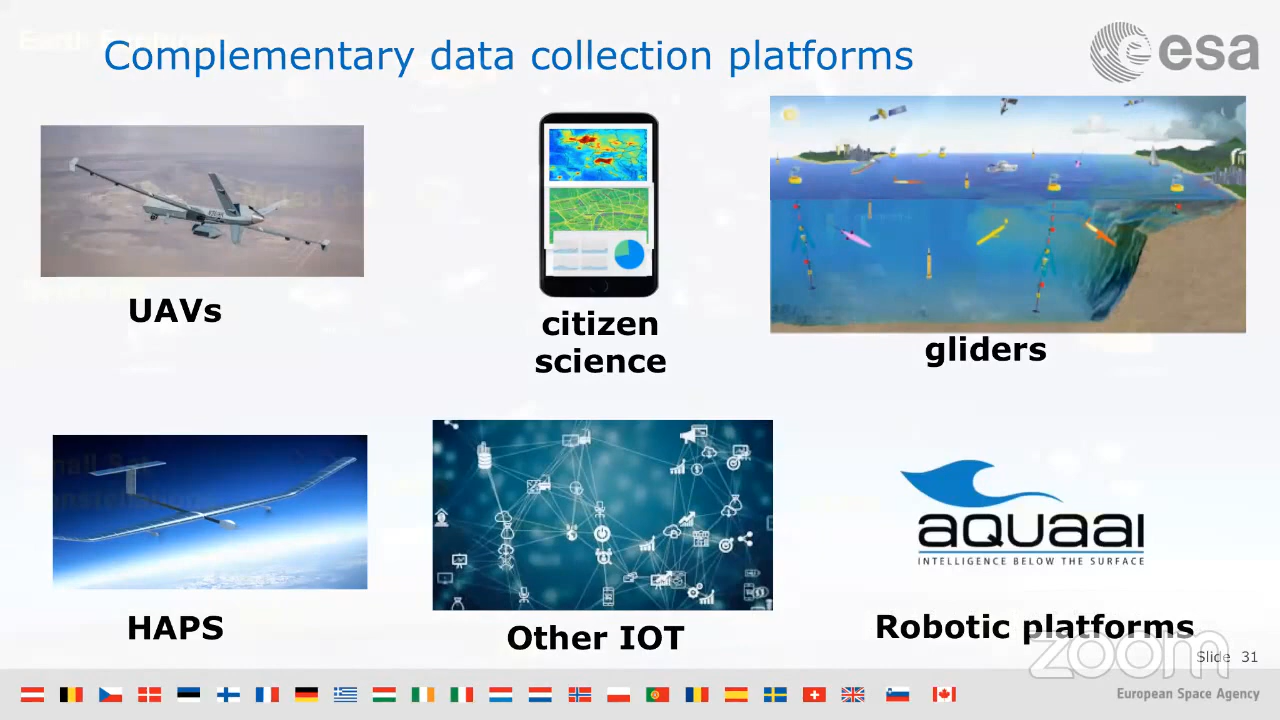 Complementary data collection platforms
esa
UAVs
citizen
science
gliders
HAPS
Other IOT
AQUAAI
INTELLIGENCE BELOW THE SURFACE
Robotic platforms
zoom
Slide 31
European Space Agency